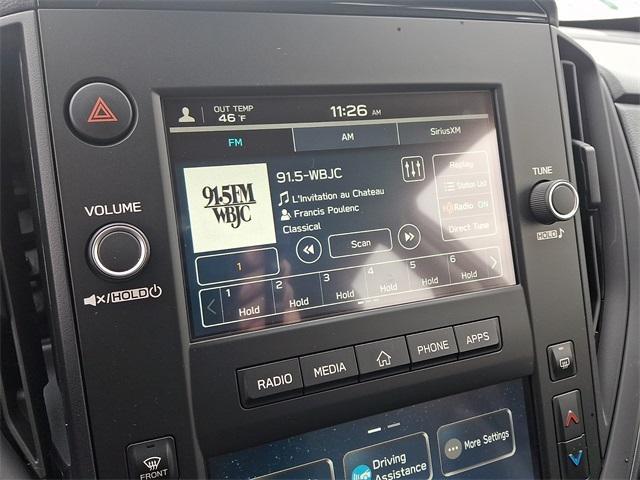 OUT TEMP
46°F
11:26 AM
FM
AM
SiriusXM
91.5FM
WBJC
91.5-WBJC
L'Invitation au Chateau
Francis Poulenc
Classical
Scan
Replay
Station List
Radio ON
Direct Tune
1
1 Hold
2 Hold
3 Hold
4 Hold
5 Hold
6 Hold
VOLUME
HOLD
TUNE
HOLD
RADIO
MEDIA
PHONE
APPS
FRONT
Driving
Assistance
More Settings